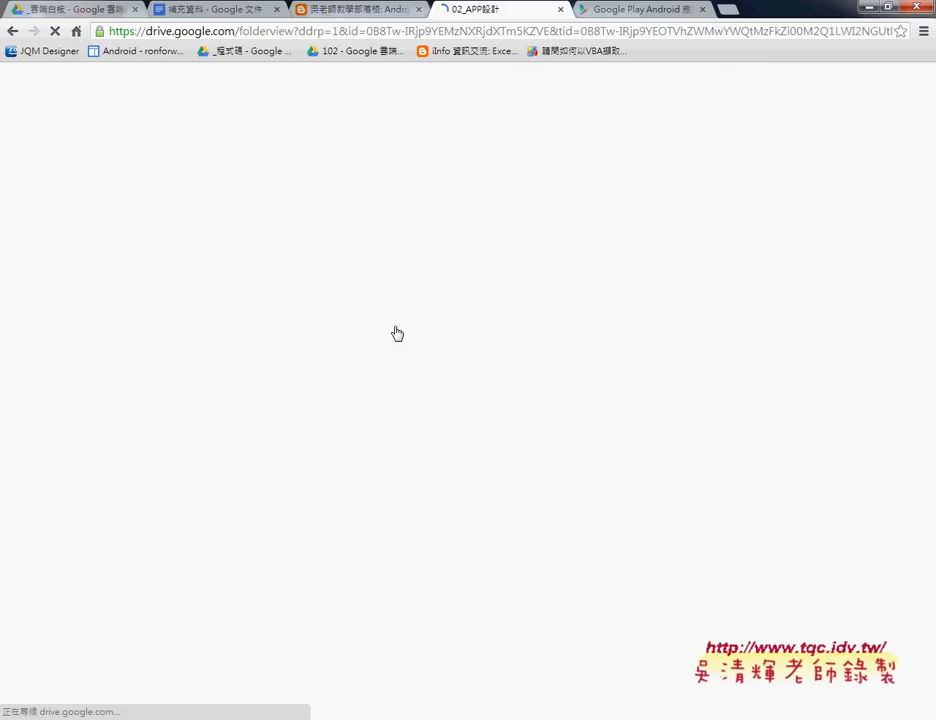 _雲端白板 - Google 雲端
補充資料 - Google 文件
吳老師教學部落格: Andro
02_APP設計
Google Play Android 應
https://drive.google.com/folderview?ddrp=1&id=0B8Tw-IRjp9YEMzNXRjdXTm5KZVE&tid=0B8Tw-IRjp9YEOTVhZWMwYWQtMzFkZi00M2Q1LWI2NGUtl
JQM Designer
Android - ronforw...
_程式碼 - Google ...
102 - Google 雲端...
iInfo 資訊交流: Exce...
請問如何以VBA擷取...
http://www.tqc.idv.tw/
吳清輝老師錄製
正在等候 drive.google.com...